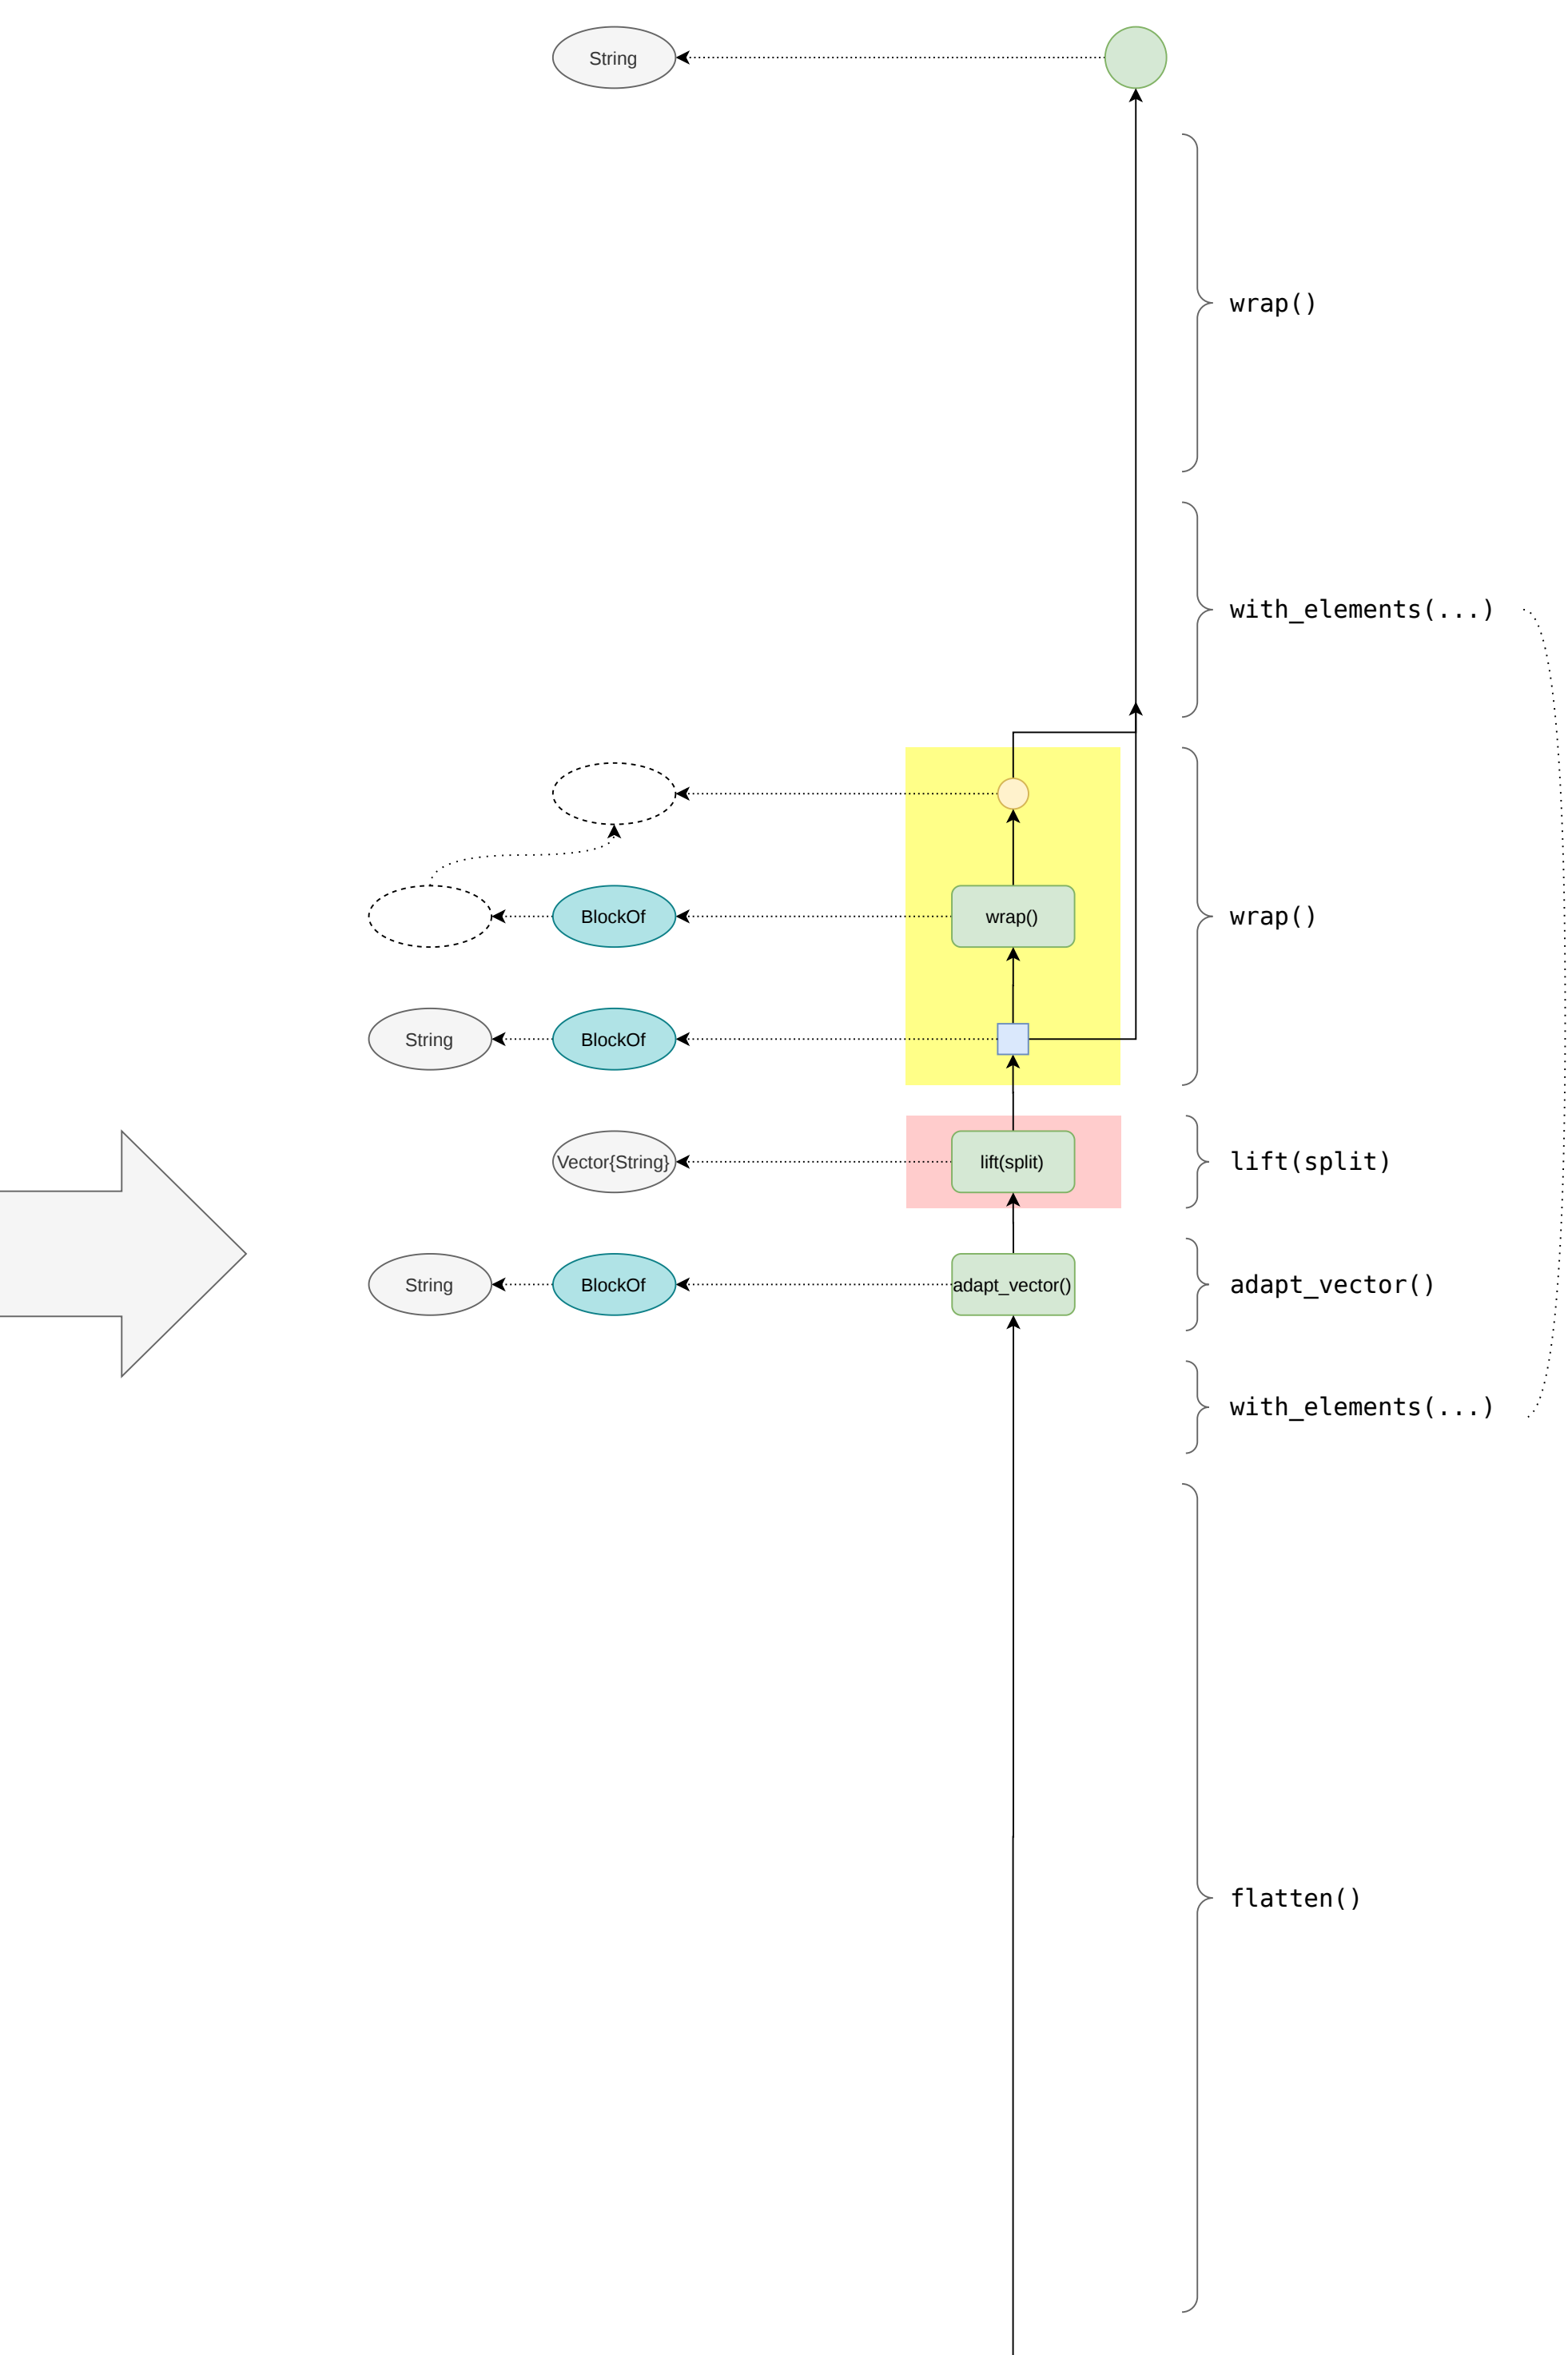 String
wrap()
with_elements(...)
BlockOf
wrap()
wrap()
String
BlockOf
Vector{String}
lift(split)
lift(split)
String
BlockOf
adapt_vector()
adapt_vector()
with_elements(...)
flatten()